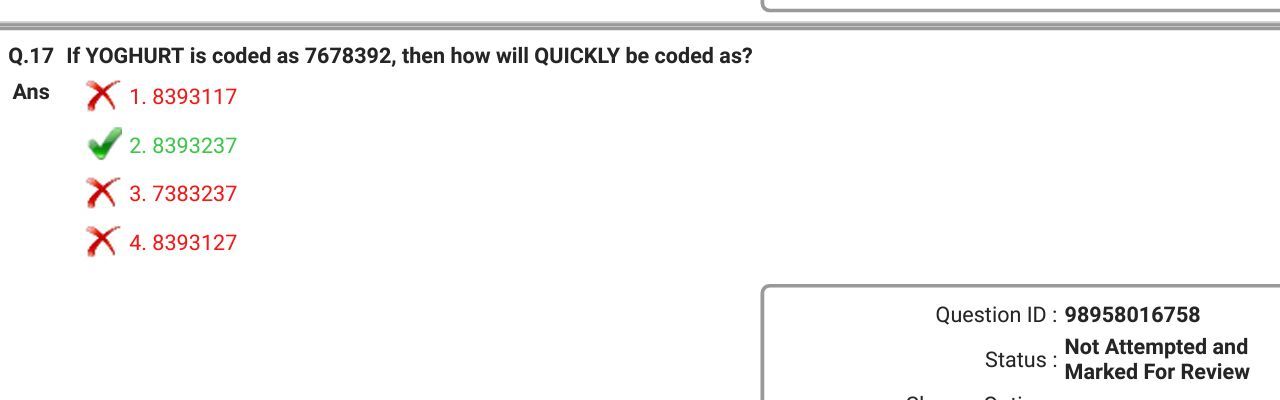 Q.17 If YOGHURT is coded as 7678392, then how will QUICKLY be coded as?
Ans 1. 8393117
2. 8393237
3. 7383237
4. 8393127
Question ID : 98958016758
Status : Not Attempted and
Marked For Review